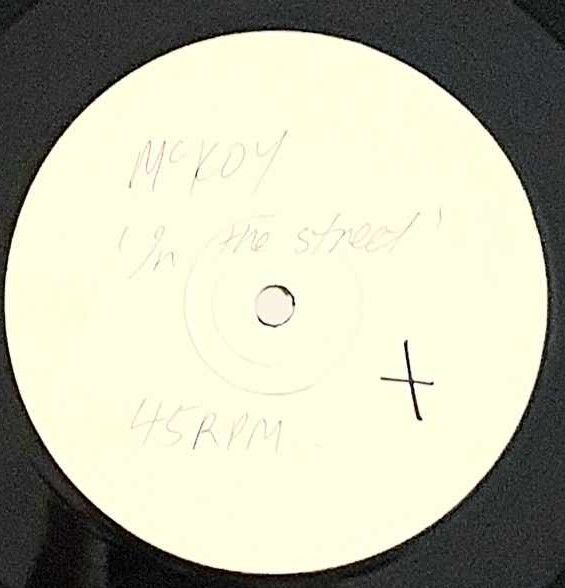 McKOY
'In the street'
+
45RPM